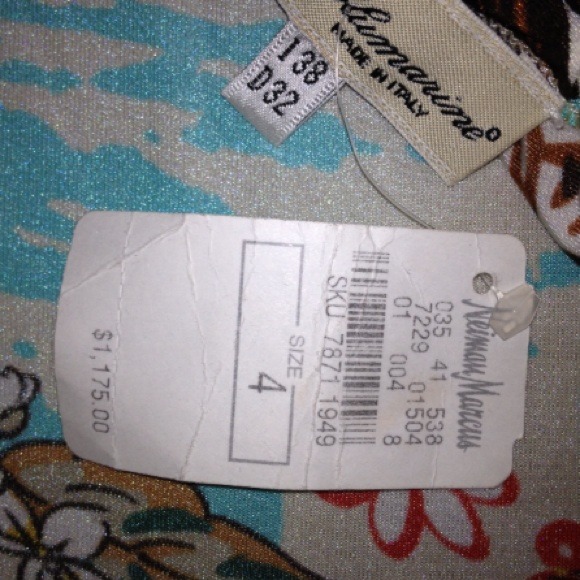 Blumarine
MADE IN ITALY
I 38
D 32
Neiman Marcus
035 41 538
7229 01504
01 004 8
SKU 7871 1949
SIZE
4
$1,175.00